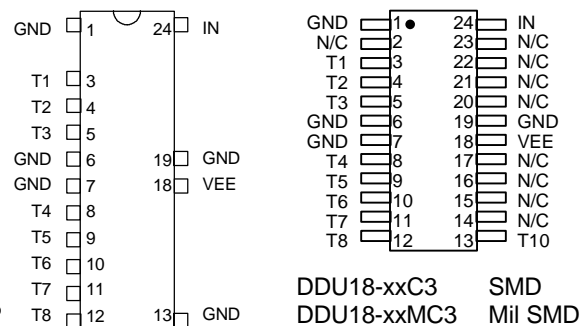 GND 1 24 IN
T1 3
T2 4
T3 5
GND 6 19 GND
GND 7 18 VEE
T4 8
T5 9
T6 10
T7 11
T8 12 13 GND
GND 1 24 IN
N/C 2 23 N/C
T1 3 22 N/C
T2 4 21 N/C
T3 5 20 N/C
GND 6 19 GND
GND 7 18 VEE
T4 8 17 N/C
T5 9 16 N/C
T6 10 15 N/C
T7 11 14 N/C
T8 12 13 T10
DDU18-xxC3 SMD
DDU18-xxMC3 Mil SMD